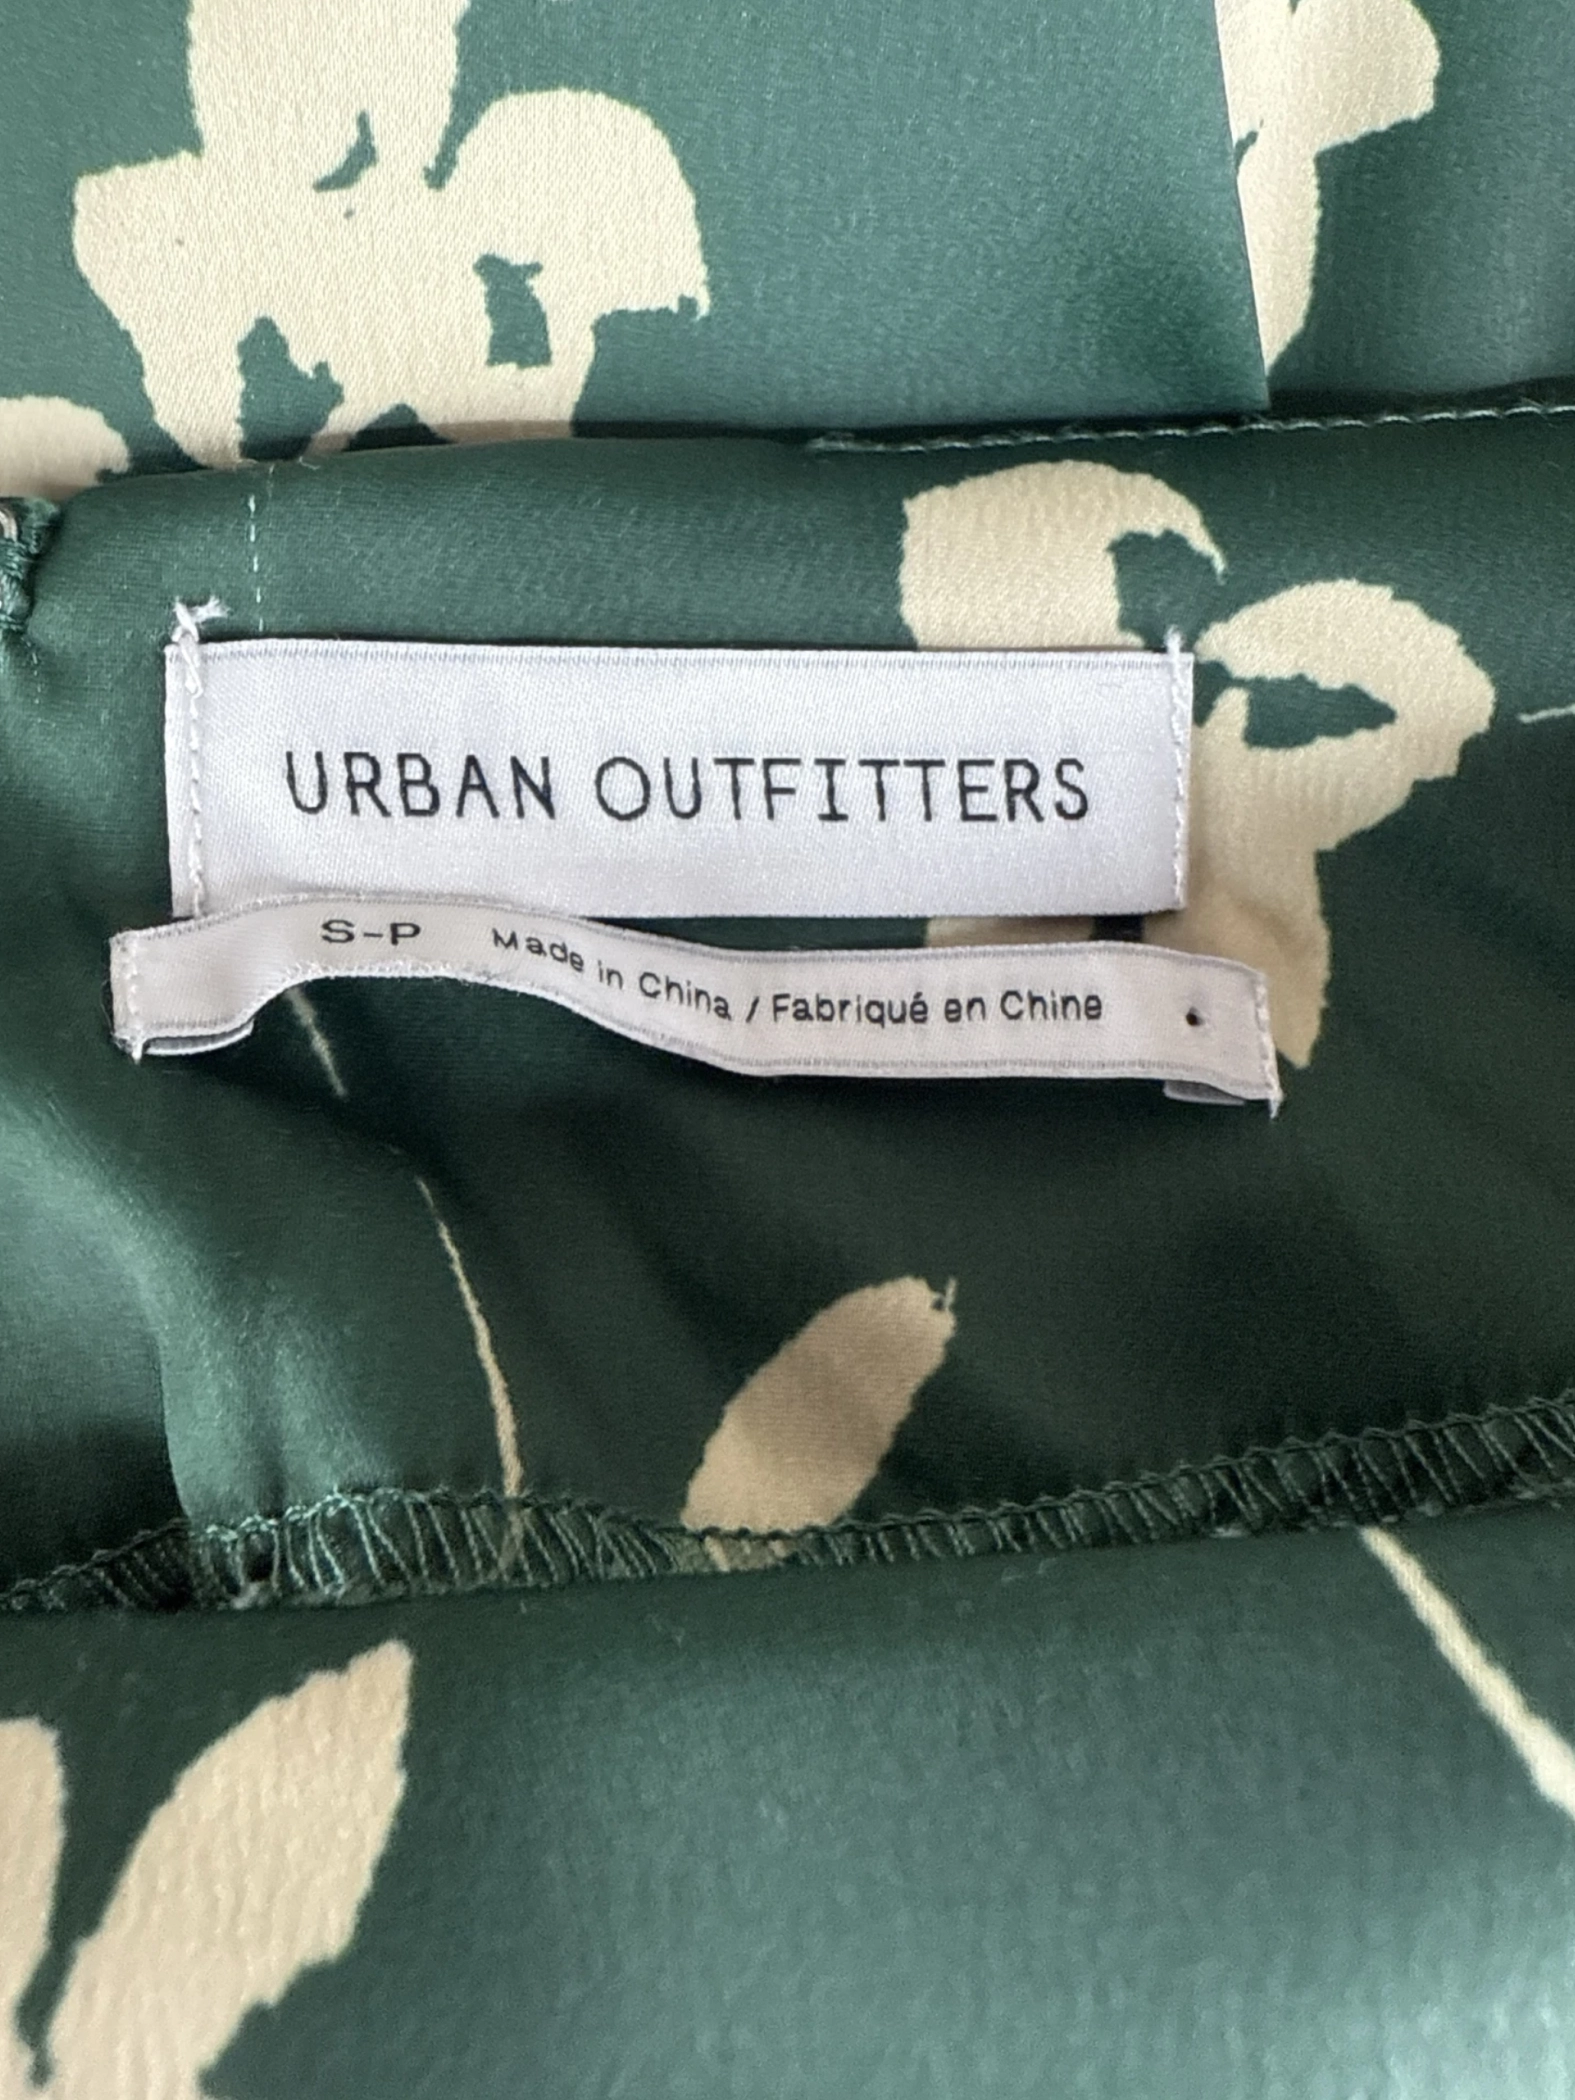 URBAN OUTFITTERS
S-P Made in China / Fabriqué en Chine